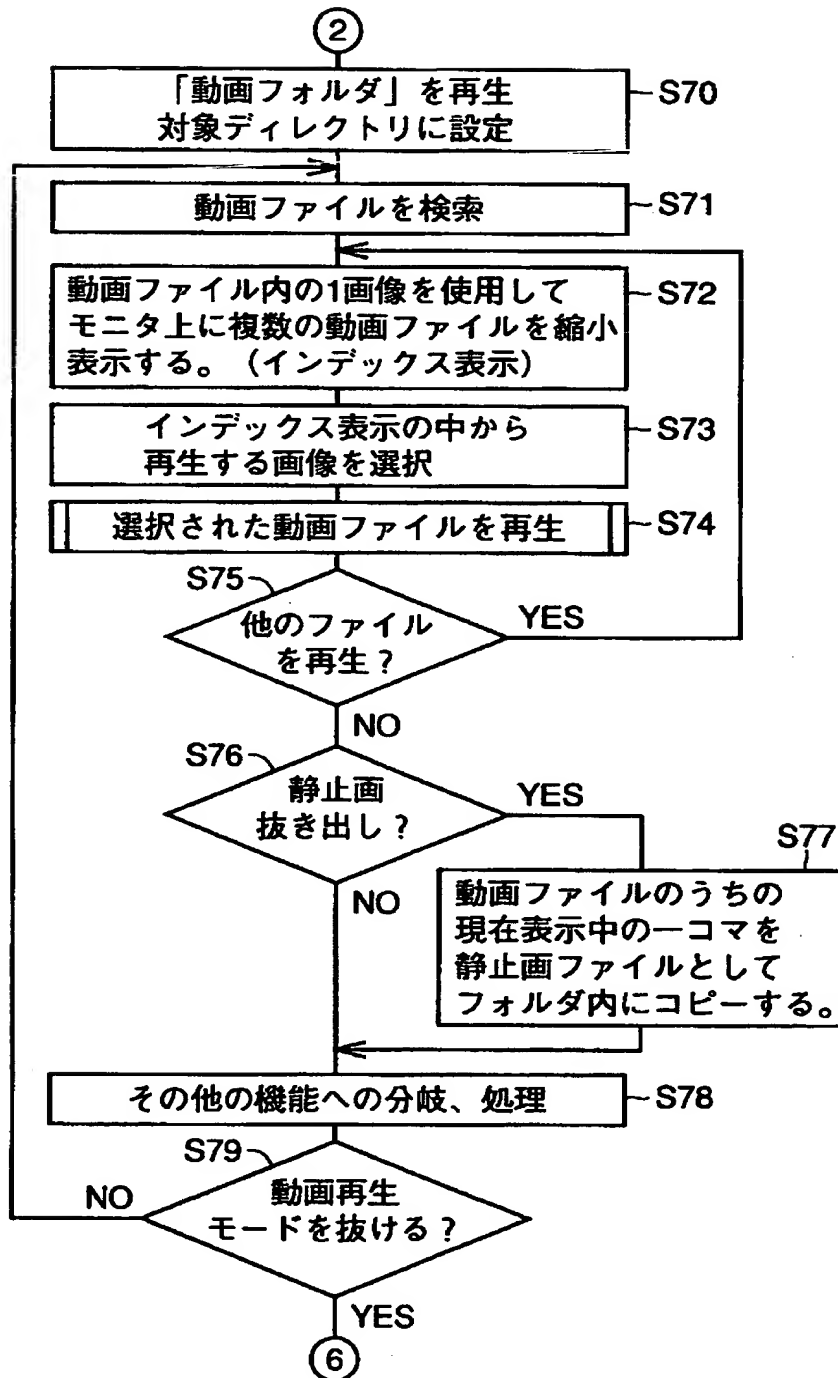 2
「動画フォルダ」を再生
対象ディレクトリに設定
S70
動画ファイルを検索
S71
動画ファイル内の1画像を使用して
モニタ上に複数の動画ファイルを縮小
表示する。（インデックス表示）
S72
インデックス表示の中から
再生する画像を選択
S73
選択された動画ファイルを再生
S74
S75
他のファイル
を再生？
YES
NO
S76
静止画
抜き出し？
YES
NO
S77
動画ファイルのうちの
現在表示中の一コマを
静止画ファイルとして
フォルダ内にコピーする。
その他の機能への分岐、処理
S78
S79
動画再生
モードを抜ける？
NO
YES
6